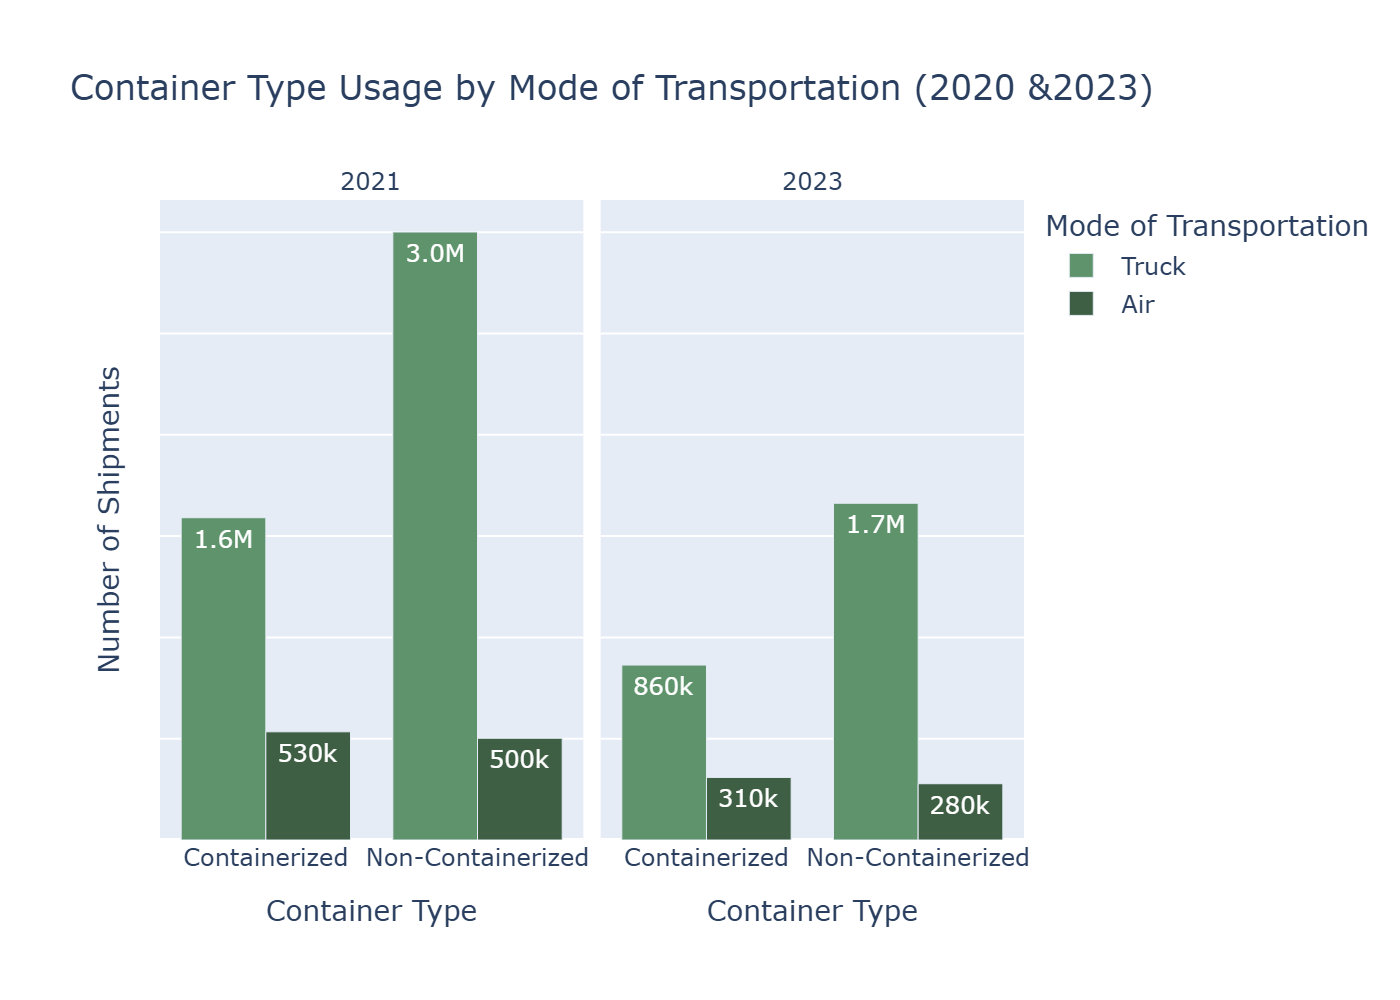 Container Type Usage by Mode of Transportation (2020 &2023)
2021
2023
Mode of Transportation
Truck
Air
Number of Shipments
3.0M
1.6M
530k
500k
1.7M
860k
310k
280k
Containerized
Non-Containerized
Containerized
Non-Containerized
Container Type
Container Type